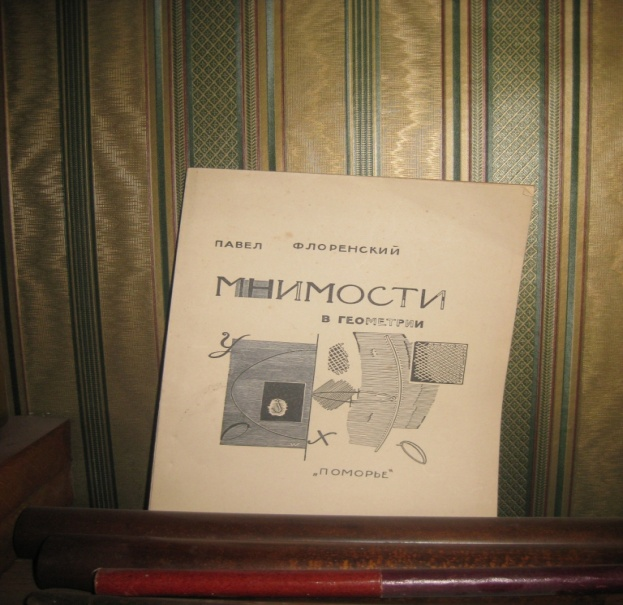 ПАВЕЛ ФЛОРЕНСКИЙ
МНИМОСТИ
В ГЕОМЕТРИИ
У
О Х О
„ПОМОРЬЕ“